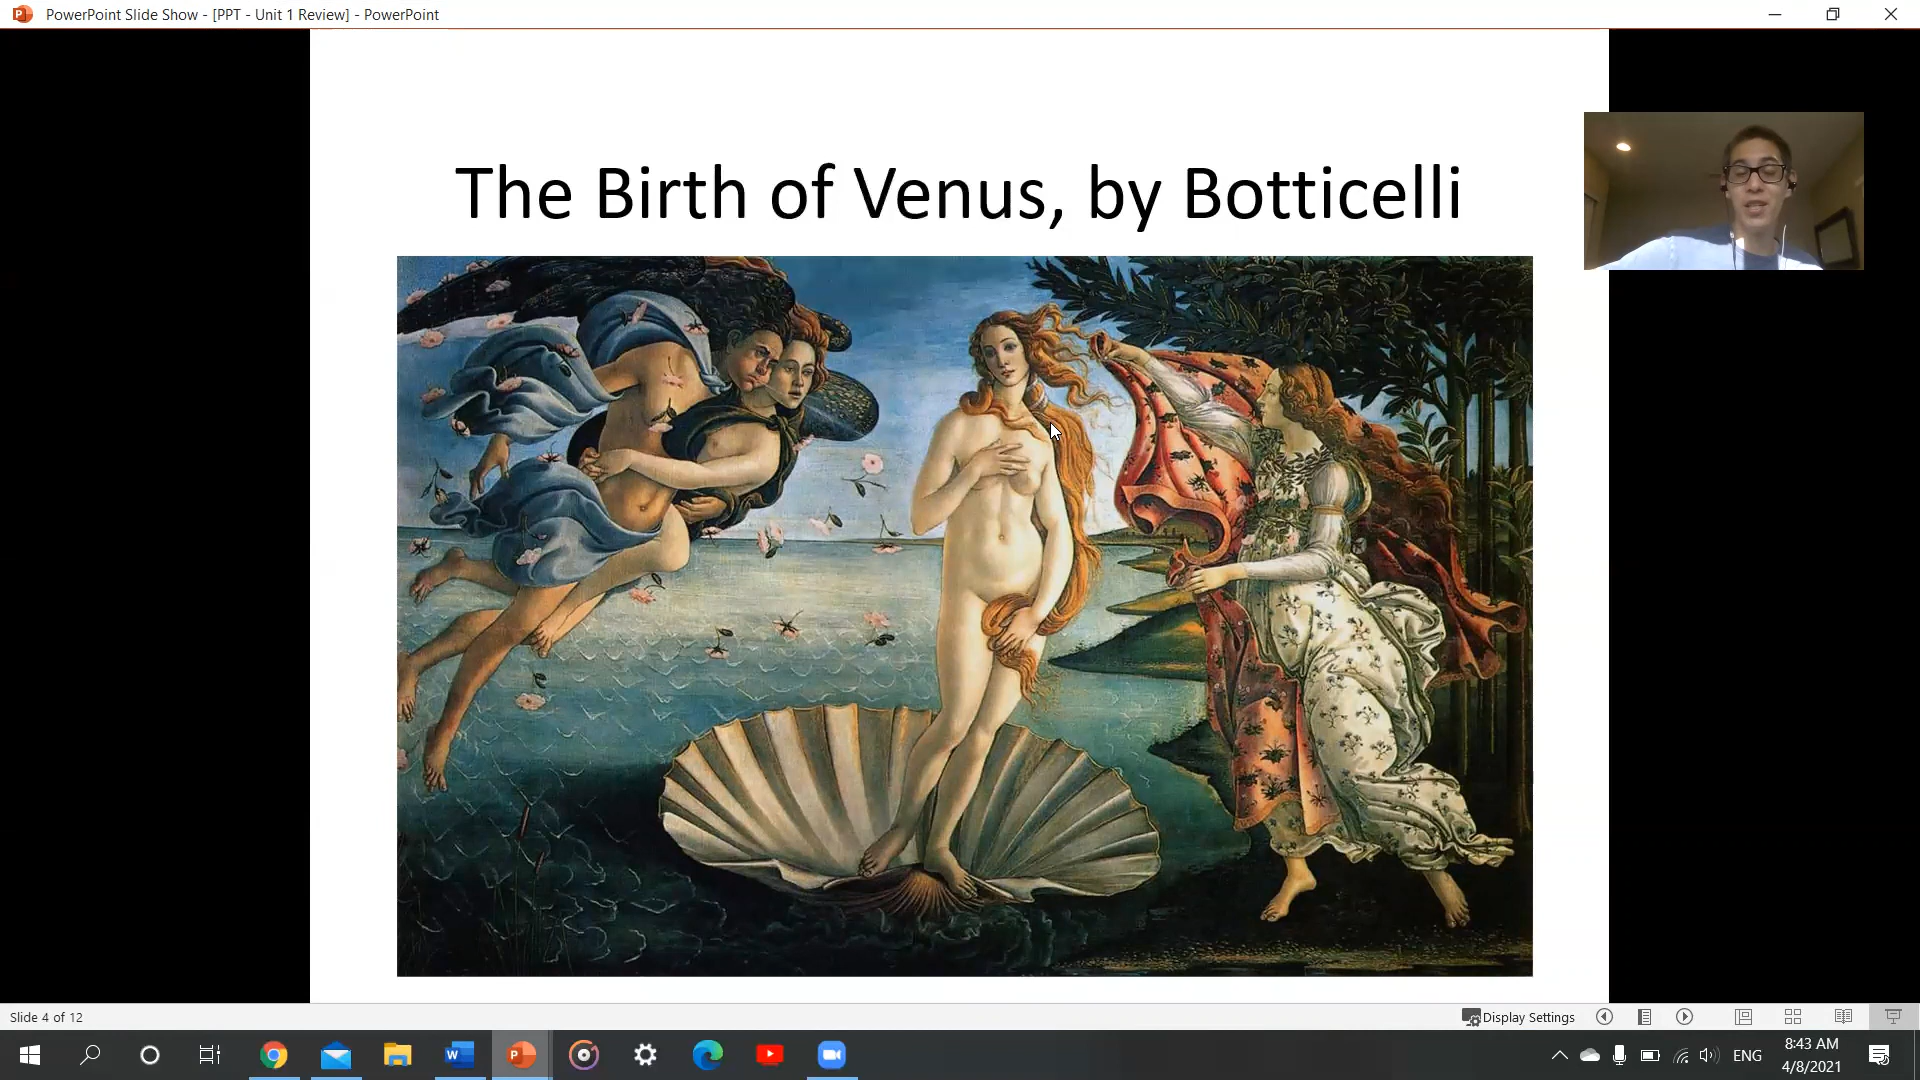 PowerPoint Slide Show - [PPT - Unit 1 Review] - PowerPoint
The Birth of Venus, by Botticelli
Slide 4 of 12
Display Settings
ENG
8:43 AM
4/8/2021